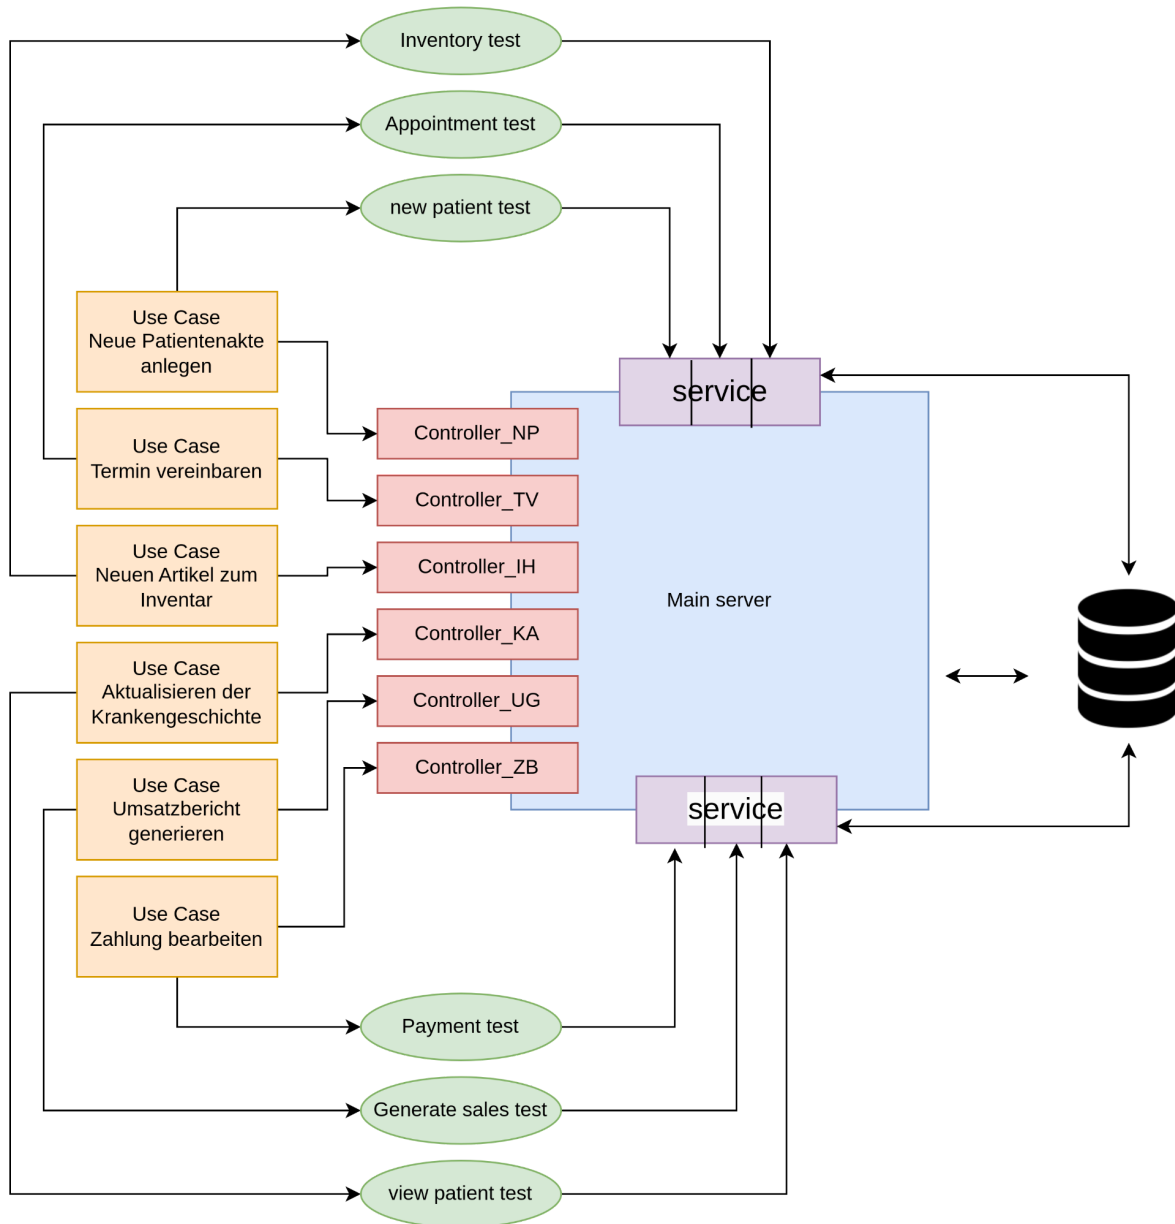 Inventory test
Appointment test
new patient test
Use Case
Neue Patientenakte
anlegen
service
Controller_NP
Use Case
Termin vereinbaren
Controller_TV
Use Case
Neuen Artikel zum
Inventar
Controller_IH
Main server
Controller_KA
Use Case
Aktualisieren der
Krankengeschichte
Controller_UG
Use Case
Umsatzbericht
generieren
Controller_ZB
service
Use Case
Zahlung bearbeiten
Payment test
Generate sales test
view patient test